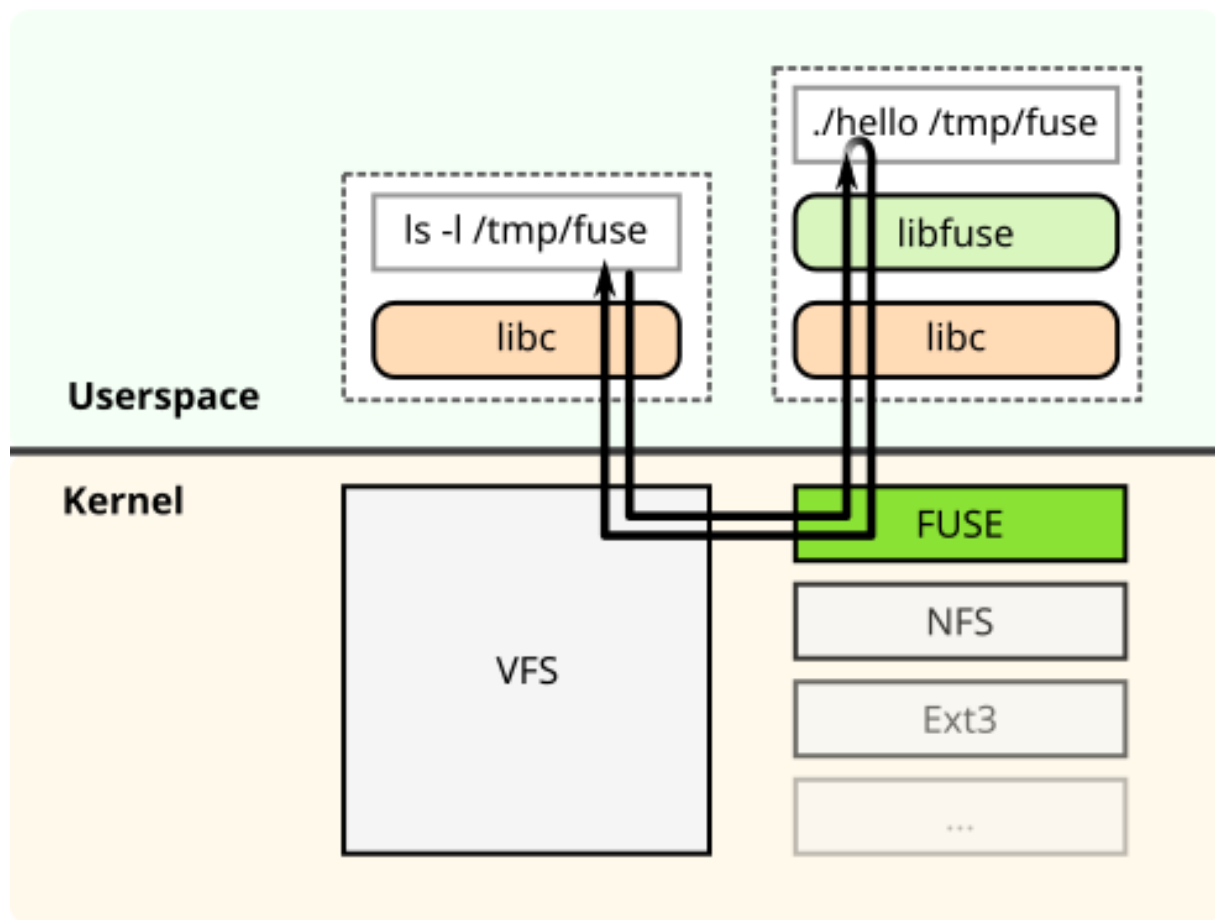 ./hello /tmp/fuse
ls -l /tmp/fuse
libfuse
libc
libc
Userspace
Kernel
FUSE
NFS
VFS
Ext3
...